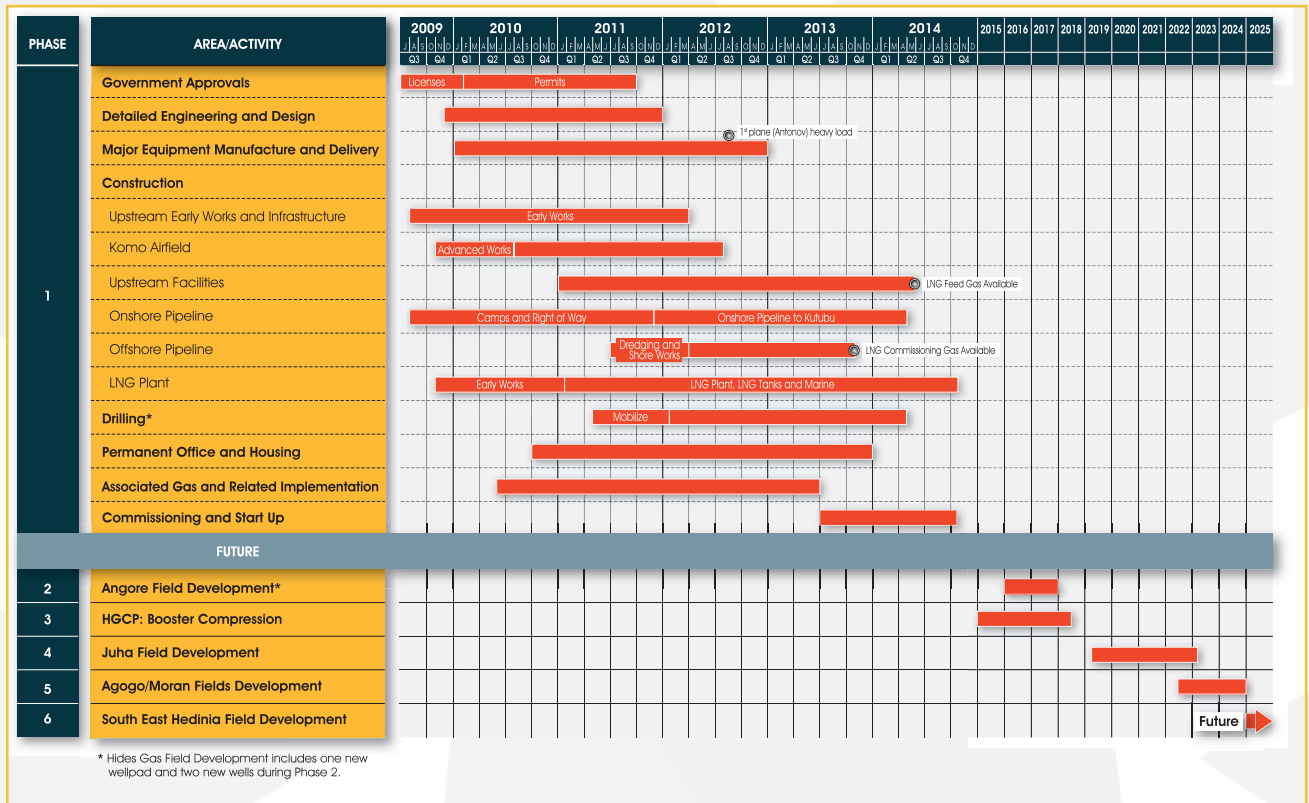 PHASE
AREA/ACTIVITY
2009 2010 2011 2012 2013 2014 2015 2016 2017 2018 2019 2020 2021 2022 2023 2024 2025
J A S O N D J F M A M J J A S O N D J F M A M J J A S O N D J F M A M J J A S O N D J F M A M J J A S O N D J F M A M J J A S O N D
Q3 Q4 Q1 Q2 Q3 Q4 Q1 Q2 Q3 Q4 Q1 Q2 Q3 Q4 Q1 Q2 Q3 Q4 Q1 Q2 Q3 Q4
1
Government Approvals
Licenses Permits
Detailed Engineering and Design
1st plane (Antonov) heavy load
Major Equipment Manufacture and Delivery
Construction
Upstream Early Works and Infrastructure
Early Works
Komo Airfield
Advanced Works
Upstream Facilities
LNG Feed Gas Available
Onshore Pipeline
Camps and Right of Way Onshore Pipeline to Kutubu
Offshore Pipeline
Dredging and
Shore Works
LNG Commissioning Gas Available
LNG Plant
Early Works LNG Plant, LNG Tanks and Marine
Drilling*
Mobilize
Permanent Office and Housing
Associated Gas and Related Implementation
Commissioning and Start Up
FUTURE
2 Angore Field Development*
3 HGCP: Booster Compression
4 Juha Field Development
5 Agogo/Moran Fields Development
6 South East Hedinia Field Development
Future
* Hides Gas Field Development includes one new
wellpad and two new wells during Phase 2.